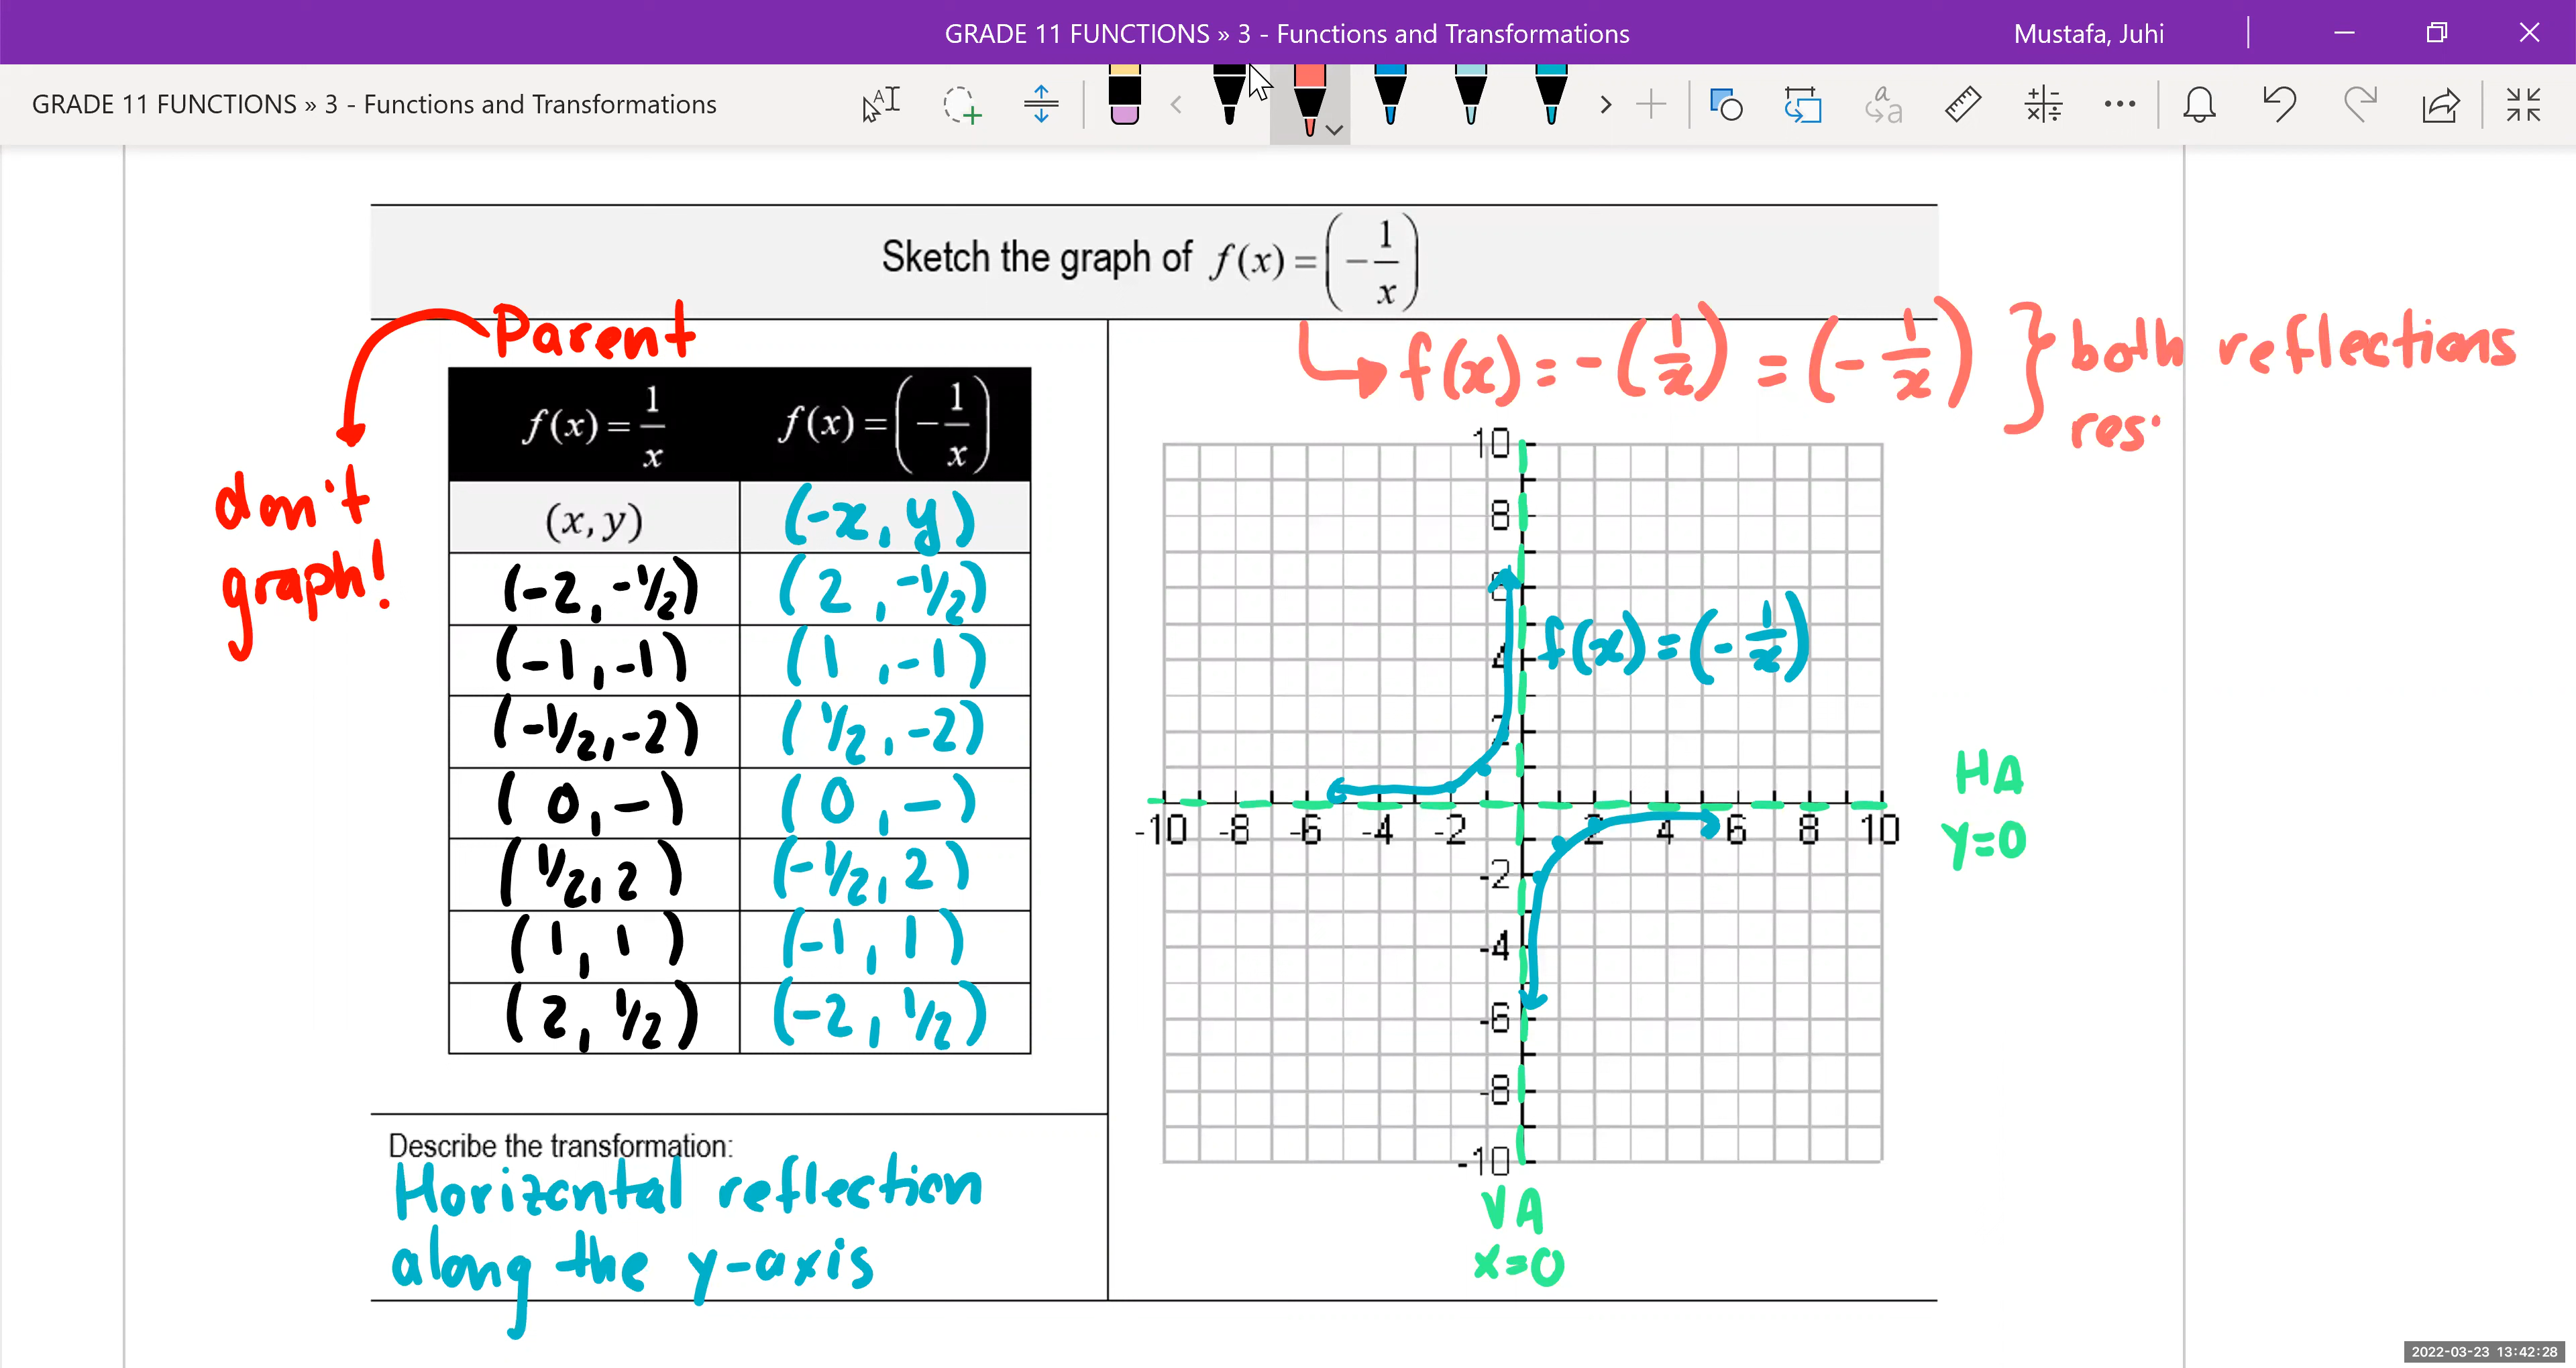 GRADE 11 FUNCTIONS » 3 - Functions and Transformations
Mustafa, Juhi
GRADE 11 FUNCTIONS » 3 - Functions and Transformations
Sketch the graph of f(x) = (-1/x)
Parent
don't
graph!
f(x) = 1/x f(x) = (-1/x)
(x, y) (-x, y)
(-2, -1/2) (2, -1/2)
(-1, -1) (1, -1)
(-1/2, -2) (1/2, -2)
(0, -) (0, -)
(1/2, 2) (-1/2, 2)
(1, 1) (-1, 1)
(2, 1/2) (-2, 1/2)
Describe the transformation:
Horizontal reflection
along the y-axis
f(x) = -(1/x) = (-1/x) } both reflections
res
10
8
6
4
2
f(x) = (-1/x)
-10 -8 -6 -4 -2 2 4 6 8 10
-2
-4
-6
-8
-10
HA
y=0
VA
x=0
2022-03-23 13:42:28